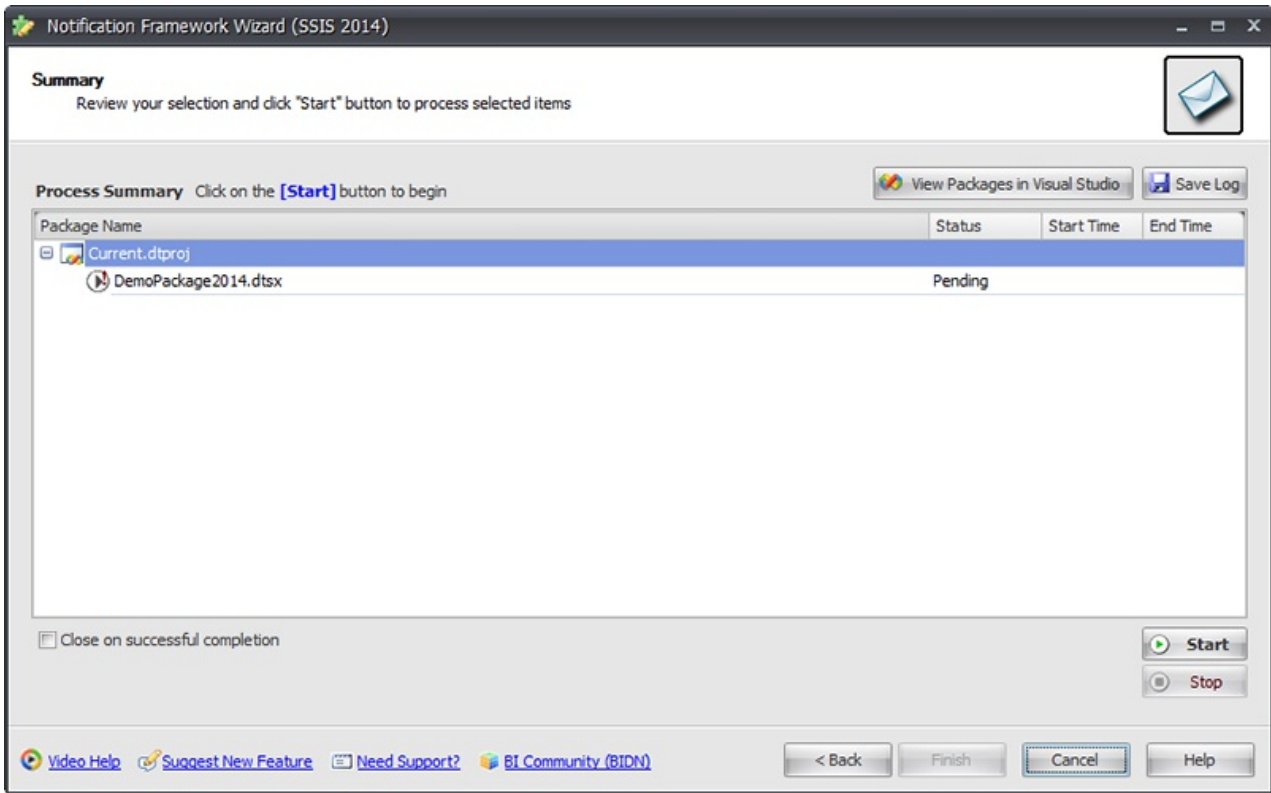 Notification Framework Wizard (SSIS 2014)
Summary
Review your selection and click "Start" button to process selected items
Process Summary Click on the [Start] button to begin
View Packages in Visual Studio Save Log
Package Name Status Start Time End Time
Current.dtproj
DemoPackage2014.dtsx Pending
Close on successful completion
Start
Stop
Video Help Suggest New Feature Need Support? BI Community (BIDN) < Back Finish Cancel Help